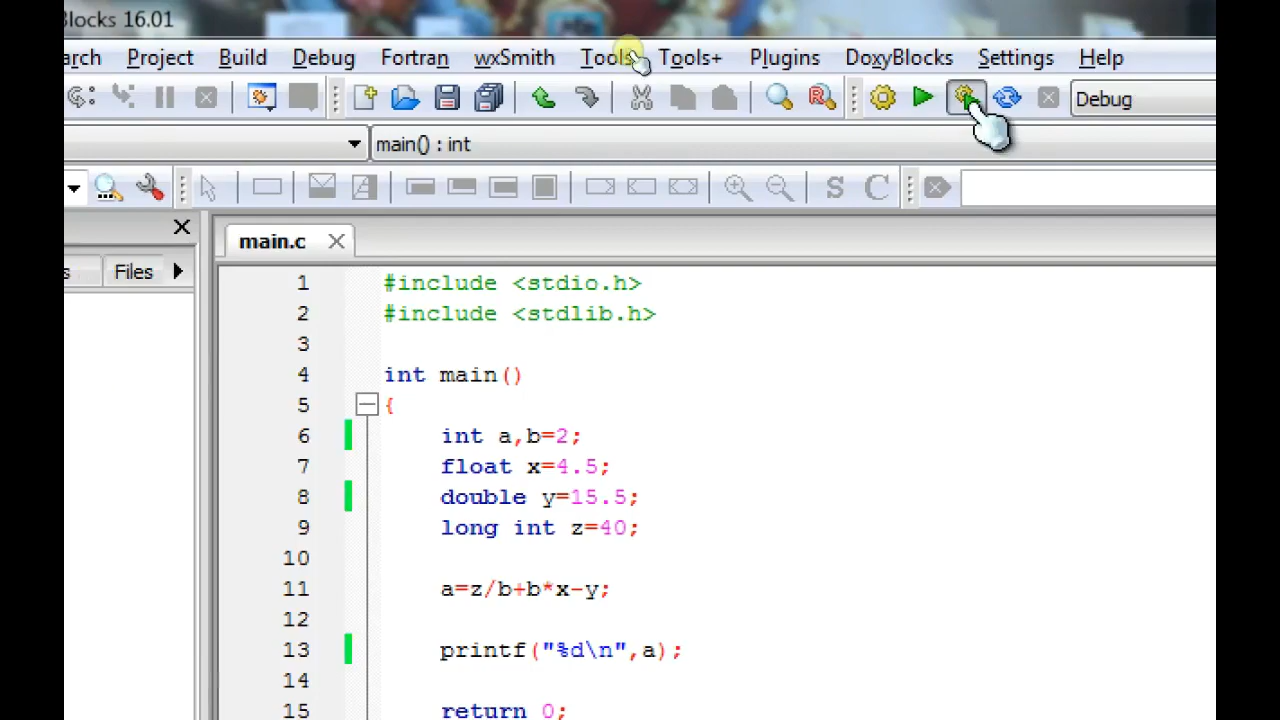 Blocks 16.01
arch Project Build Debug Fortran wxSmith Tools Tools+ Plugins DoxyBlocks Settings Help
Debug
main() : int
S C
main.c
s Files
1 #include <stdio.h>
2 #include <stdlib.h>
3
4 int main()
5 {
6 int a,b=2;
7 float x=4.5;
8 double y=15.5;
9 long int z=40;
10
11 a=z/b+b*x-y;
12
13 printf("%d\n",a);
14
15 return 0;